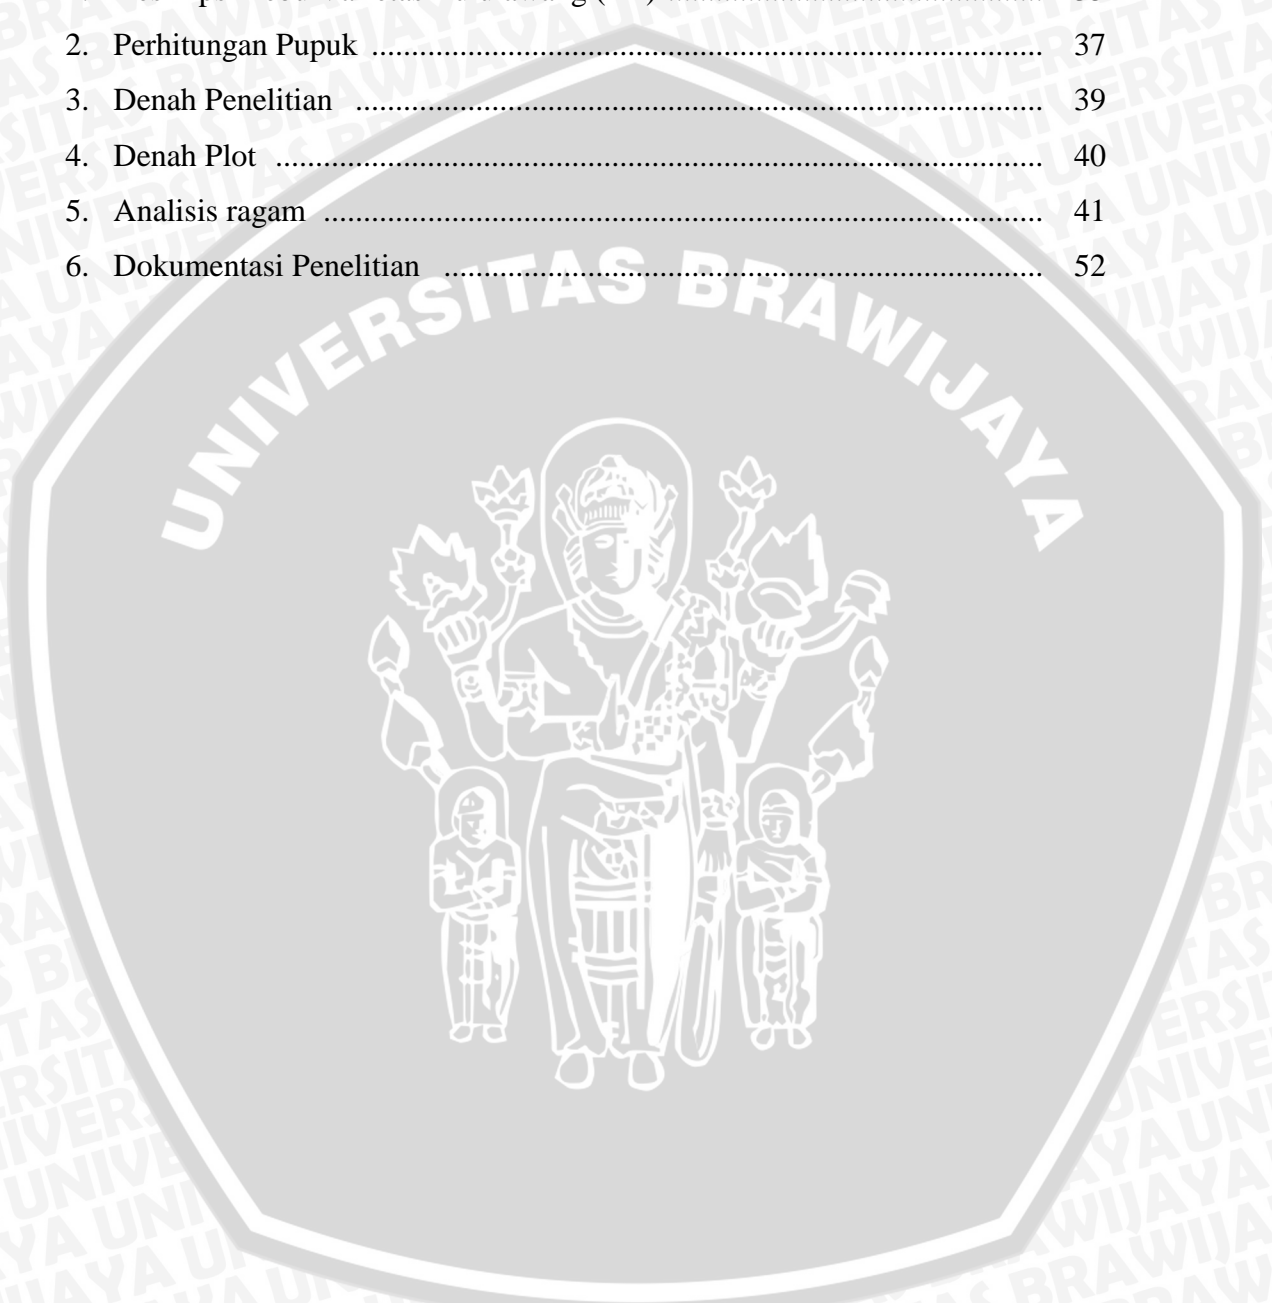 2. Perhitungan Pupuk ........................................................................ 37
3. Denah Penelitian ........................................................................ 39
4. Denah Plot ........................................................................ 40
5. Analisis ragam ........................................................................ 41
6. Dokumentasi Penelitian ........................................................................ 52
UNIVERSITAS BRAWIJAYA